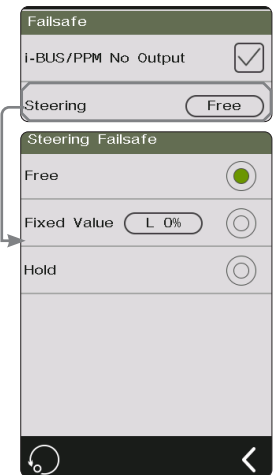 Failsafe
i-BUS/PPM No Output
Steering Free
Steering Failsafe
Free
Fixed Value L 0%
Hold